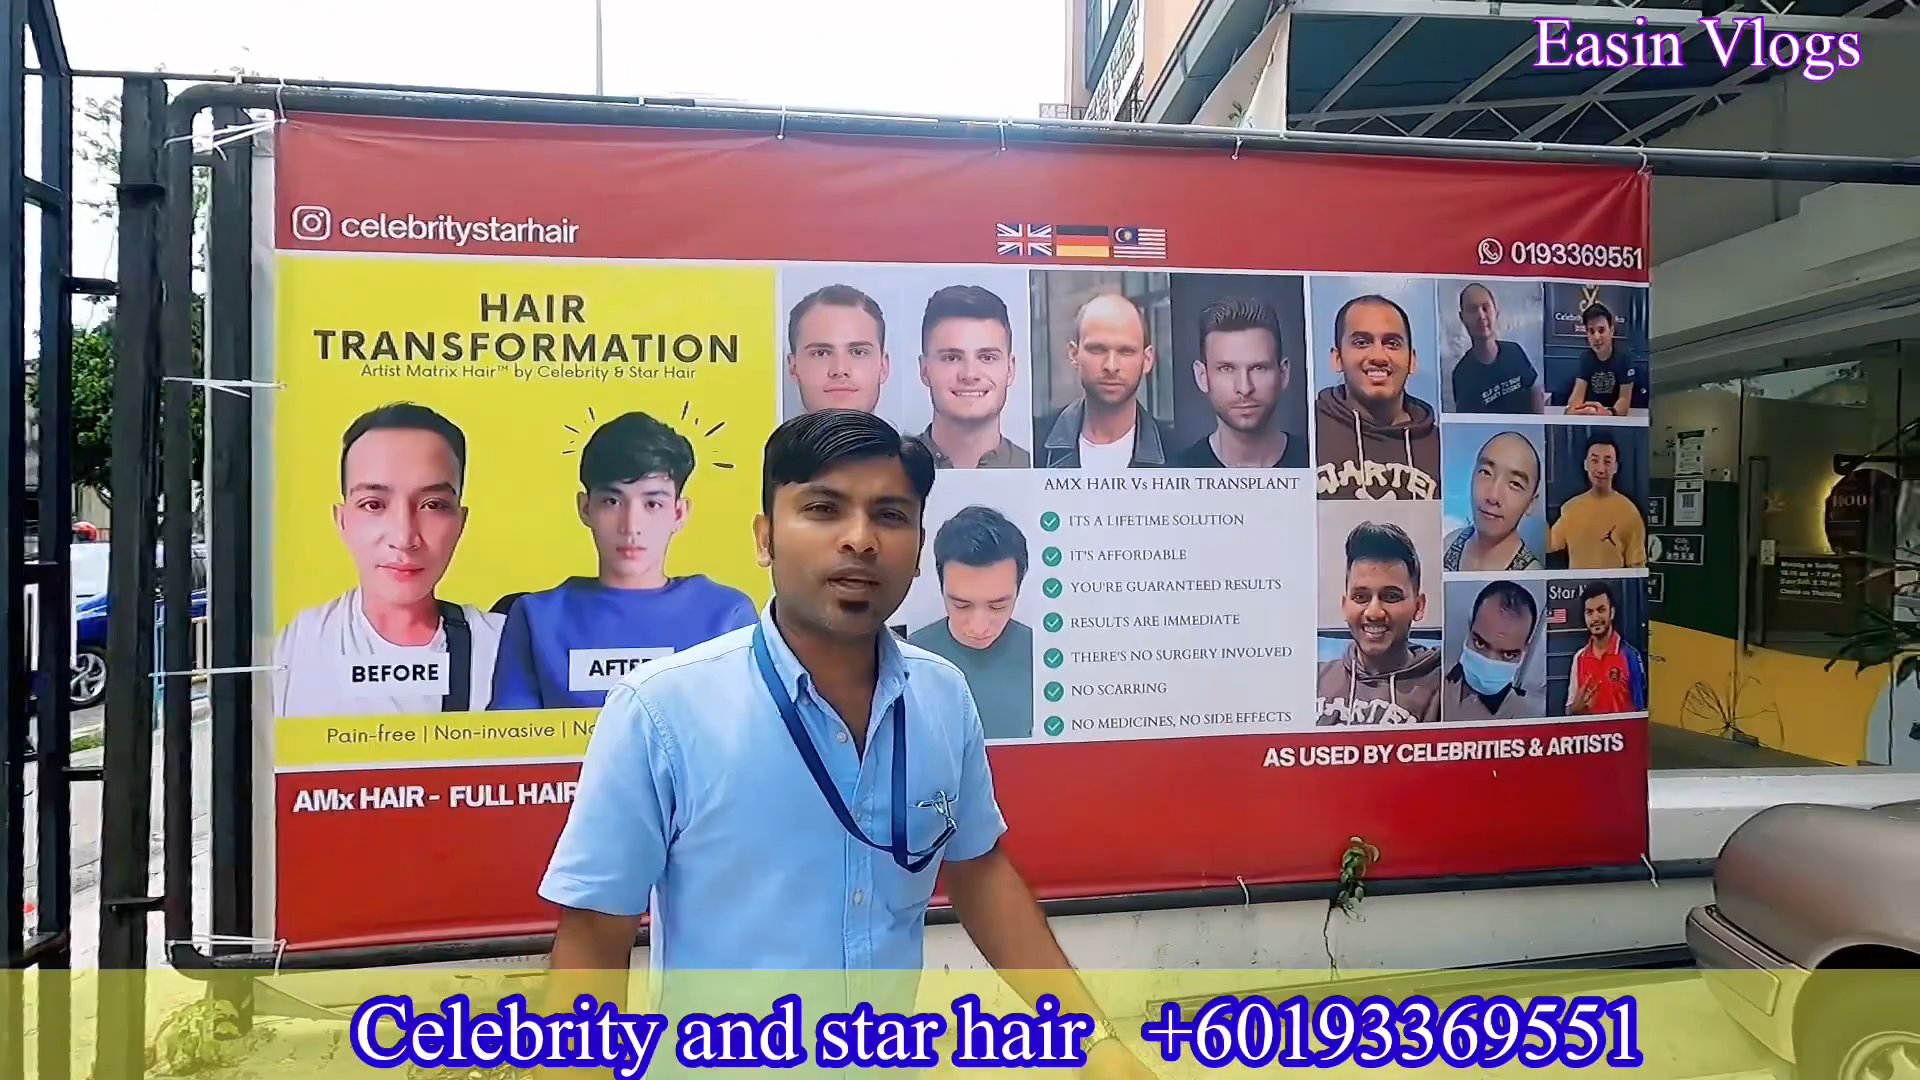 Easin Vlogs
celebritystarhair
0193369551
HAIR
TRANSFORMATION
Artist Matrix Hair™ by Celebrity & Star Hair
BEFORE
Pain-free | Non-invasive |
AMx HAIR - FULL HAIR
AMX HAIR Vs HAIR TRANSPLANT
ITS A LIFETIME SOLUTION
IT'S AFFORDABLE
YOU'RE GUARANTEED RESULTS
RESULTS ARE IMMEDIATE
THERE'S NO SURGERY INVOLVED
NO SCARRING
NO MEDICINES, NO SIDE EFFECTS
Star
AS USED BY CELEBRITIES & ARTISTS
Celebrity and star hair +60193369551